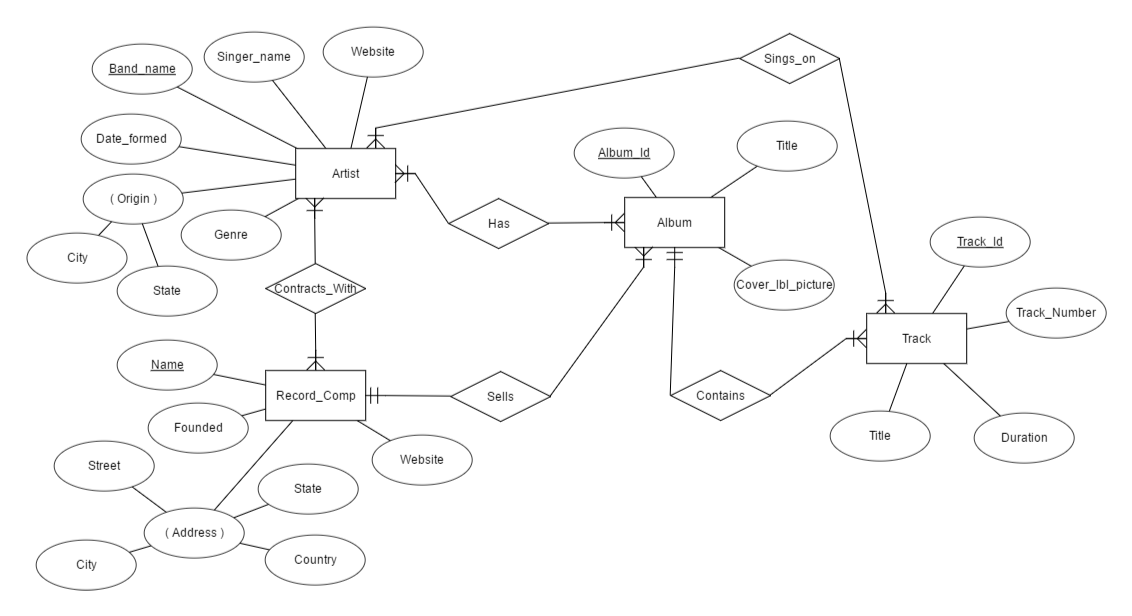 Band_name
Singer_name
Website
Sings_on
Date_formed
Artist
Album_Id
Title
( Origin )
Genre
City
State
Has
Album
Contracts_With
Cover_lbl_picture
Track_Id
Track_Number
Track
Name
Record_Comp
Sells
Contains
Founded
Website
Title
Duration
Street
State
( Address )
City
Country